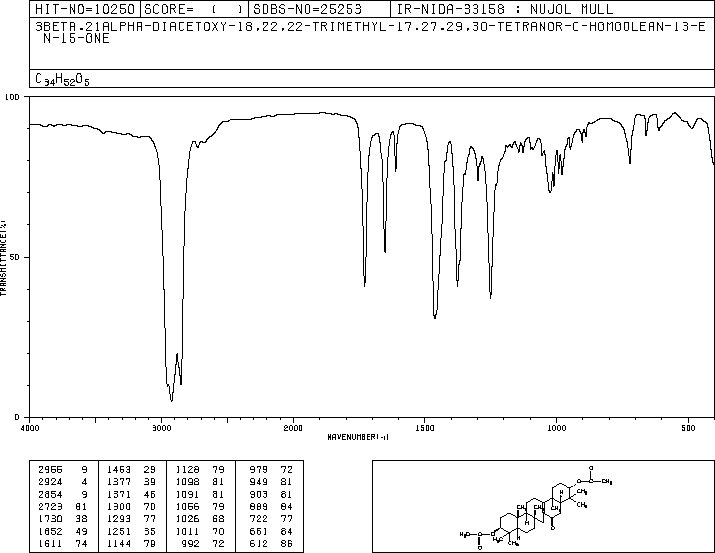 HIT-NO=10250 SCORE= ( ) SDBS-NO=25253 IR-NIDA-33158 : NUJOL MULL
3BETA,21ALPHA-DIACETOXY-18,22,22-TRIMETHYL-17,27,29,30-TETRANOR-C-HOMOOLEAN-13-E
N-15-ONE
C34H52O5
100
50
0
TRANSMITTANCE(%)
4000 3000 2000 1500 1000 500
WAVENUMBER(-1)
2966 9 1463 29 1128 79 979 72
2924 4 1377 39 1098 81 949 81
2854 9 1371 46 1091 81 903 81
2723 81 1300 70 1066 79 889 84
1730 38 1293 77 1026 68 722 77
1652 49 1251 35 1011 70 661 84
1611 74 1144 79 992 72 612 86